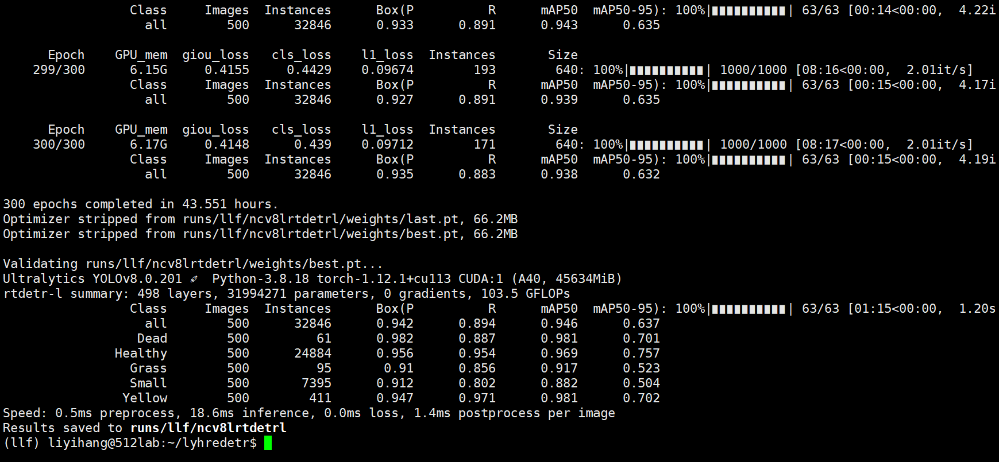 Class Images Instances Box(P R mAP50 mAP50-95): 100%|██████████| 63/63 [00:14<00:00, 4.22i
all 500 32846 0.933 0.891 0.943 0.635
Epoch GPU_mem giou_loss cls_loss l1_loss Instances Size
299/300 6.15G 0.4155 0.4429 0.09674 193 640: 100%|██████████| 1000/1000 [08:16<00:00, 2.01it/s]
Class Images Instances Box(P R mAP50 mAP50-95): 100%|██████████| 63/63 [00:15<00:00, 4.17i
all 500 32846 0.927 0.891 0.939 0.635
Epoch GPU_mem giou_loss cls_loss l1_loss Instances Size
300/300 6.17G 0.4148 0.439 0.09712 171 640: 100%|██████████| 1000/1000 [08:17<00:00, 2.01it/s]
Class Images Instances Box(P R mAP50 mAP50-95): 100%|██████████| 63/63 [00:15<00:00, 4.19i
all 500 32846 0.935 0.883 0.938 0.632
300 epochs completed in 43.551 hours.
Optimizer stripped from runs/llf/ncv8lrtdetrl/weights/last.pt, 66.2MB
Optimizer stripped from runs/llf/ncv8lrtdetrl/weights/best.pt, 66.2MB
Validating runs/llf/ncv8lrtdetrl/weights/best.pt...
Ultralytics YOLOv8.0.201 🚀 Python-3.8.18 torch-1.12.1+cu113 CUDA:1 (A40, 45634MiB)
rtdetr-l summary: 498 layers, 31994271 parameters, 0 gradients, 103.5 GFLOPs
Class Images Instances Box(P R mAP50 mAP50-95): 100%|██████████| 63/63 [01:15<00:00, 1.20s
all 500 32846 0.942 0.894 0.946 0.637
Dead 500 61 0.982 0.887 0.981 0.701
Healthy 500 24884 0.956 0.954 0.969 0.757
Grass 500 95 0.91 0.856 0.917 0.523
Small 500 7395 0.912 0.802 0.882 0.504
Yellow 500 411 0.947 0.971 0.981 0.702
Speed: 0.5ms preprocess, 18.6ms inference, 0.0ms loss, 1.4ms postprocess per image
Results saved to runs/llf/ncv8lrtdetrl
(llf) liyihang@512lab:~/lyhredetr$